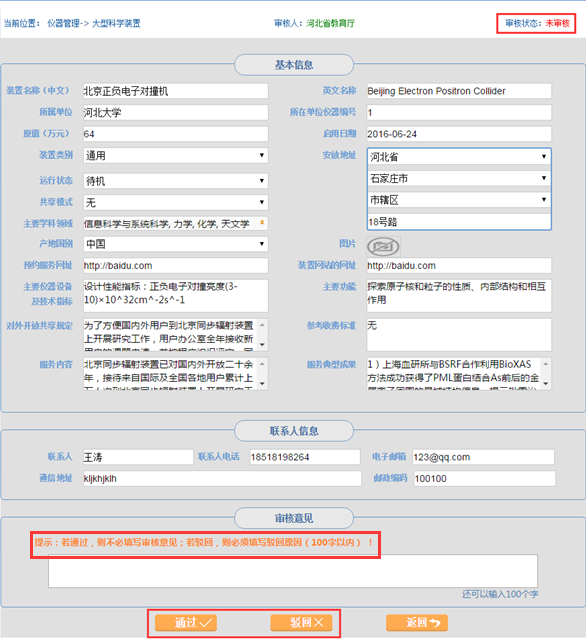 当前位置： 仪器管理-> 大型科学装置 审核人：河北省教育厅 审核状态：未审核
基本信息
装置名称（中文） 北京正负电子对撞机 英文名称 Beijing Electron Positron Collider
所属单位 河北大学 所在单位仪器编号 1
原值（万元） 64 启用日期 2016-06-24
装置类别 通用 安放地址 河北省
运行状态 待机 石家庄市
共享模式 无 市辖区
主要学科领域 信息科学与系统科学, 力学, 化学, 天文学 18号路
产地国别 中国 图片
预约服务网址 http://baidu.com 装置网站的网址 http://baidu.com
主要仪器设备 设计性能指标：正负电子对撞亮度(3- 主要功能 探索原子核和粒子的性质、内部结构和相互
及技术指标 10)×10^32cm^-2s^-1 作用
对外开放共享规定 为了方便国内外用户到北京同步辐射装置 参考收费标准 无
上开展研究工作，用户办公室全年接收新
服务内容 北京同步辐射装置已对国内外开放二十余 服务典型成果 1）上海血研所与BSRF合作利用BioXAS
年，接待来自国际及全国各地用户累计上 方法成功获得了PML蛋白结合As前后的金
联系人信息
联系人 王涛 联系人电话 18518198264 电子邮箱 123@qq.com
通信地址 kljkhjklh 邮政编码 100100
审核意见
提示：若通过，则不必填写审核意见；若驳回，则必须填写驳回原因（100字以内）！
还可以输入100个字
通过 驳回 返回